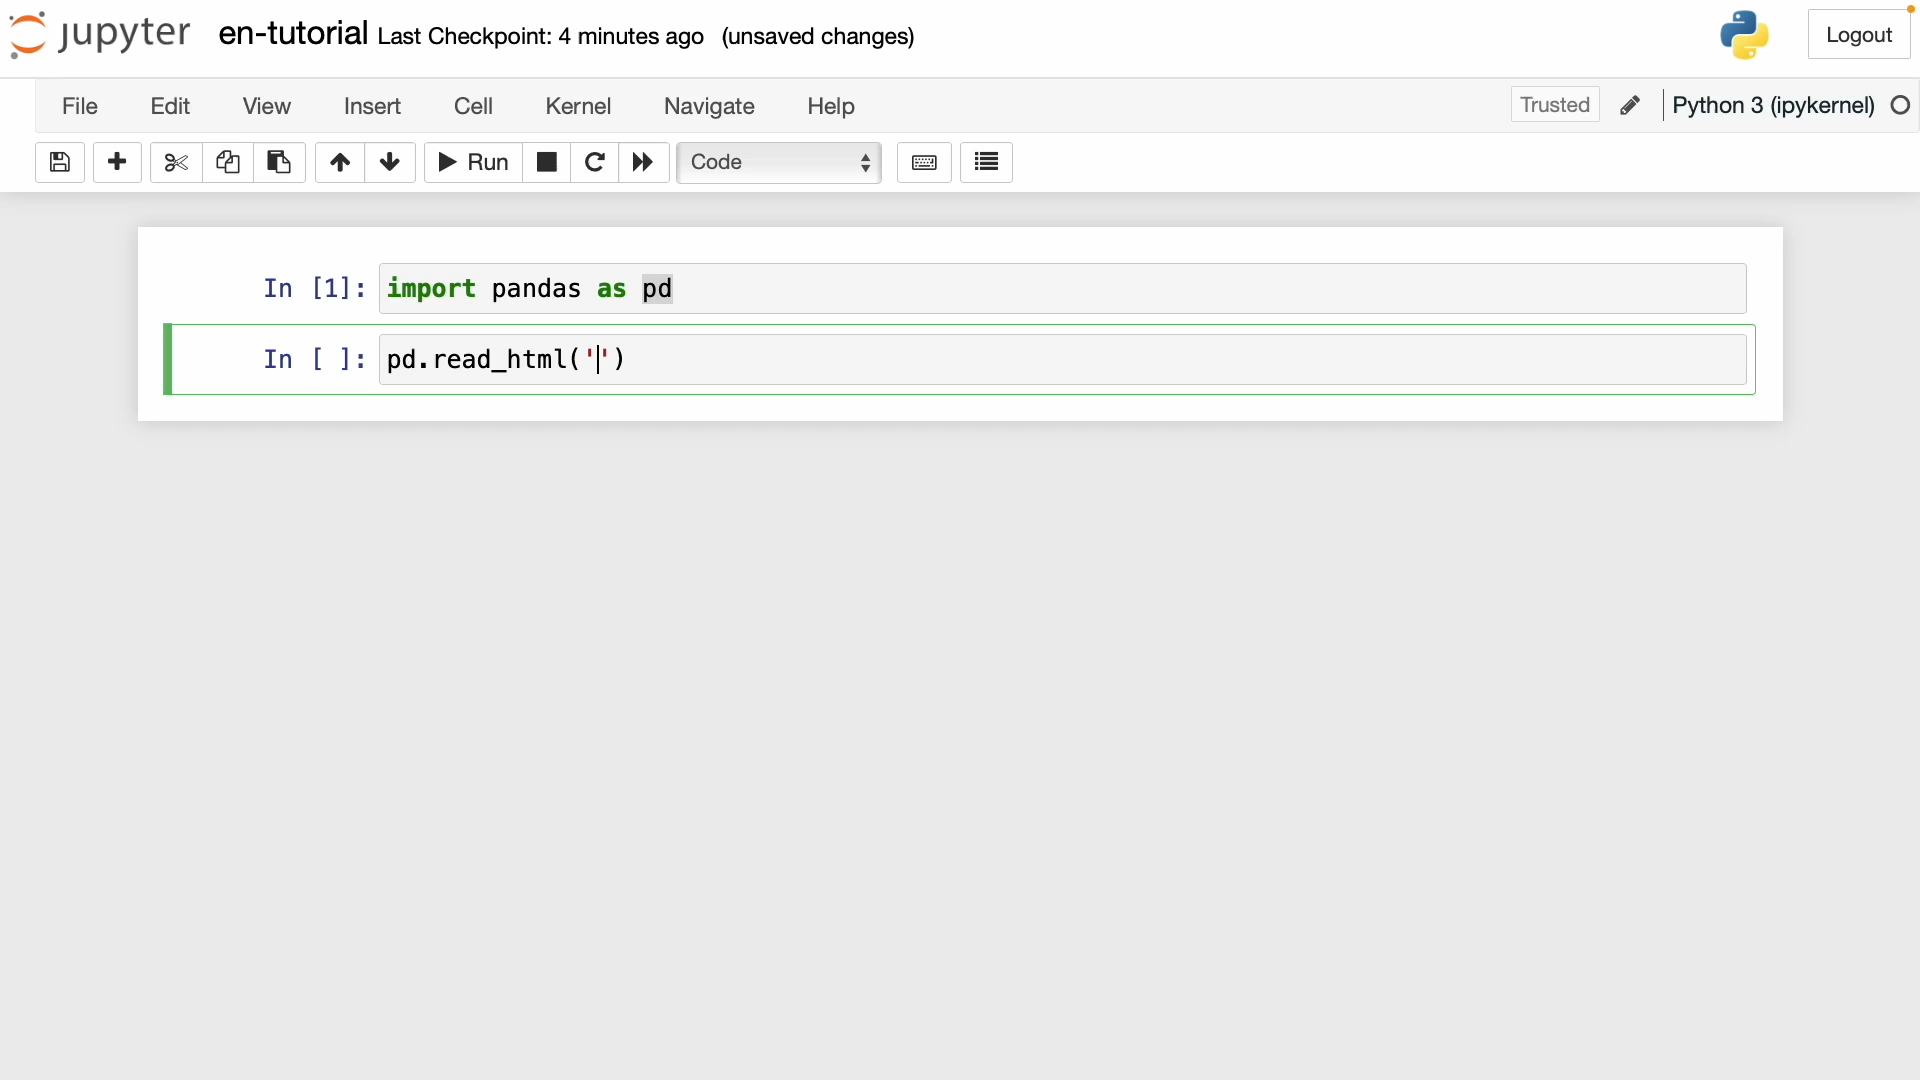 jupyter en-tutorial Last Checkpoint: 4 minutes ago (unsaved changes) Logout
File Edit View Insert Cell Kernel Navigate Help Trusted Python 3 (ipykernel)
Run Code
In [1]: import pandas as pd
In [ ]: pd.read_html('')